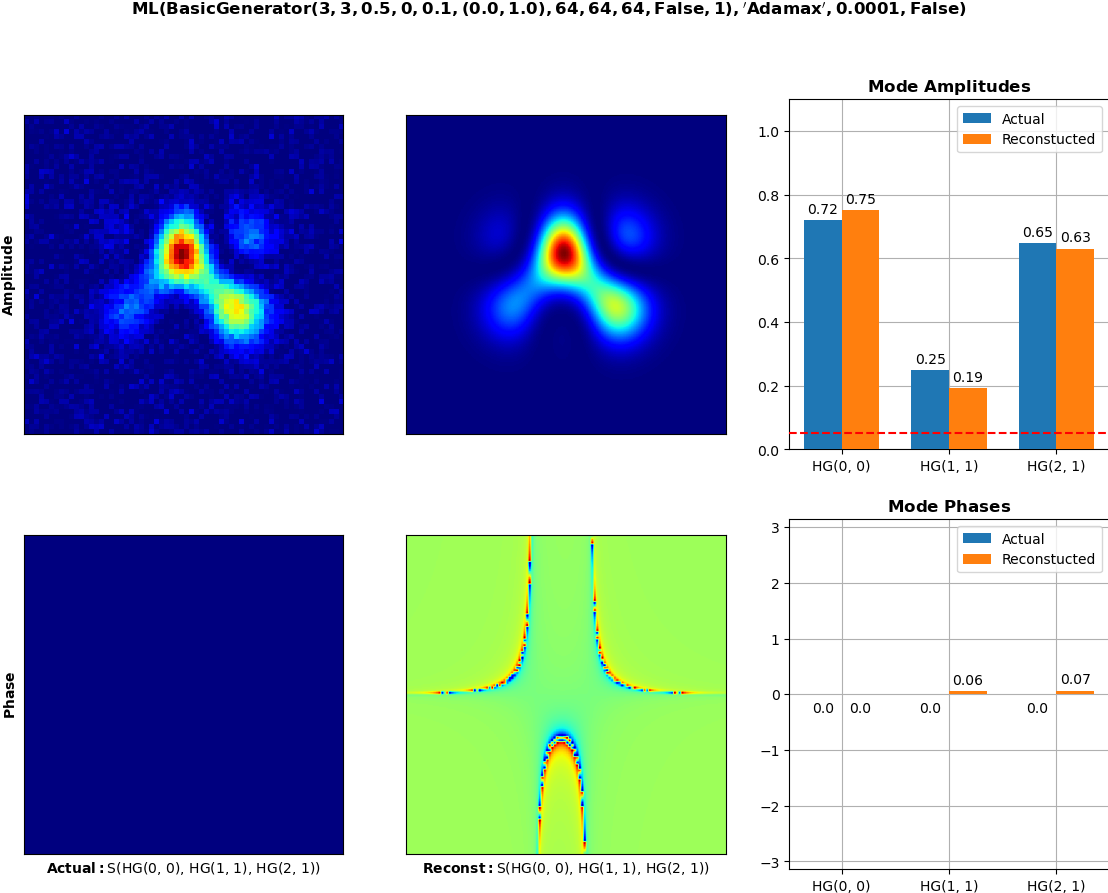 ML(BasicGenerator(3, 3, 0.5, 0, 0.1, (0.0, 1.0), 64, 64, 64, False, 1), ′Adamax′, 0.0001, False)
Amplitude
Mode Amplitudes
Actual
Reconstucted
1.0
0.8
0.6
0.4
0.2
0.0
0.72
0.75
0.25
0.19
0.65
0.63
HG(0, 0)
HG(1, 1)
HG(2, 1)
Phase
Actual: S(HG(0, 0), HG(1, 1), HG(2, 1))
Reconst: S(HG(0, 0), HG(1, 1), HG(2, 1))
Mode Phases
Actual
Reconstucted
3
2
1
0
−1
−2
−3
0.0
0.0
0.0
0.06
0.0
0.07
HG(0, 0)
HG(1, 1)
HG(2, 1)